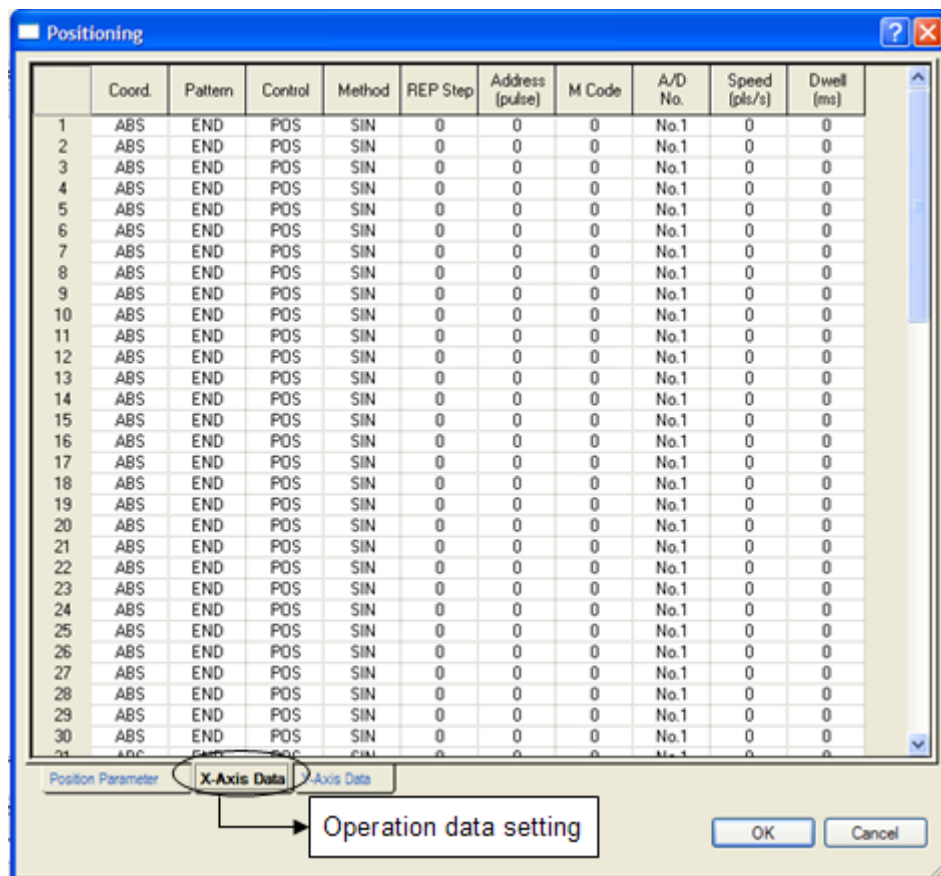 Positioning
Coord. Pattern Control Method REP Step Address (pulse) M Code A/D No. Speed (pls/s) Dwell (ms)
1 ABS END POS SIN 0 0 0 No.1 0 0
2 ABS END POS SIN 0 0 0 No.1 0 0
3 ABS END POS SIN 0 0 0 No.1 0 0
4 ABS END POS SIN 0 0 0 No.1 0 0
5 ABS END POS SIN 0 0 0 No.1 0 0
6 ABS END POS SIN 0 0 0 No.1 0 0
7 ABS END POS SIN 0 0 0 No.1 0 0
8 ABS END POS SIN 0 0 0 No.1 0 0
9 ABS END POS SIN 0 0 0 No.1 0 0
10 ABS END POS SIN 0 0 0 No.1 0 0
11 ABS END POS SIN 0 0 0 No.1 0 0
12 ABS END POS SIN 0 0 0 No.1 0 0
13 ABS END POS SIN 0 0 0 No.1 0 0
14 ABS END POS SIN 0 0 0 No.1 0 0
15 ABS END POS SIN 0 0 0 No.1 0 0
16 ABS END POS SIN 0 0 0 No.1 0 0
17 ABS END POS SIN 0 0 0 No.1 0 0
18 ABS END POS SIN 0 0 0 No.1 0 0
19 ABS END POS SIN 0 0 0 No.1 0 0
20 ABS END POS SIN 0 0 0 No.1 0 0
21 ABS END POS SIN 0 0 0 No.1 0 0
22 ABS END POS SIN 0 0 0 No.1 0 0
23 ABS END POS SIN 0 0 0 No.1 0 0
24 ABS END POS SIN 0 0 0 No.1 0 0
25 ABS END POS SIN 0 0 0 No.1 0 0
26 ABS END POS SIN 0 0 0 No.1 0 0
27 ABS END POS SIN 0 0 0 No.1 0 0
28 ABS END POS SIN 0 0 0 No.1 0 0
29 ABS END POS SIN 0 0 0 No.1 0 0
30 ABS END POS SIN 0 0 0 No.1 0 0
Position Parameter X-Axis Data Y-Axis Data
Operation data setting
OK Cancel